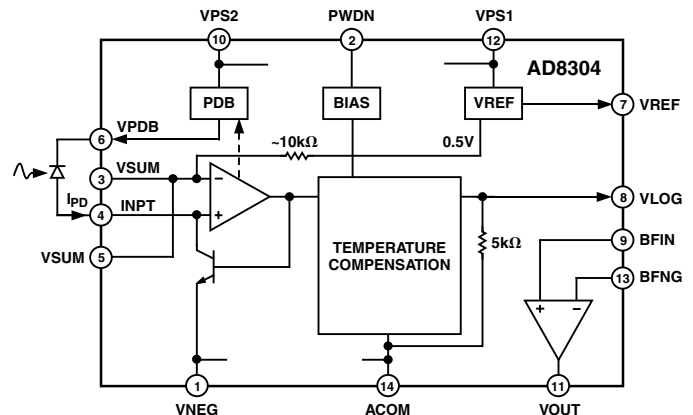 VPS2 PWDN VPS1
10 2 12
AD8304
PDB BIAS VREF
7 VREF
6 VPDB
~10kΩ 0.5V
3 VSUM
− 
IPD
4 INPT
+
8 VLOG
5
VSUM
TEMPERATURE
COMPENSATION
5kΩ
9 BFIN
13 BFNG
+ −
1 14 11
VNEG ACOM VOUT